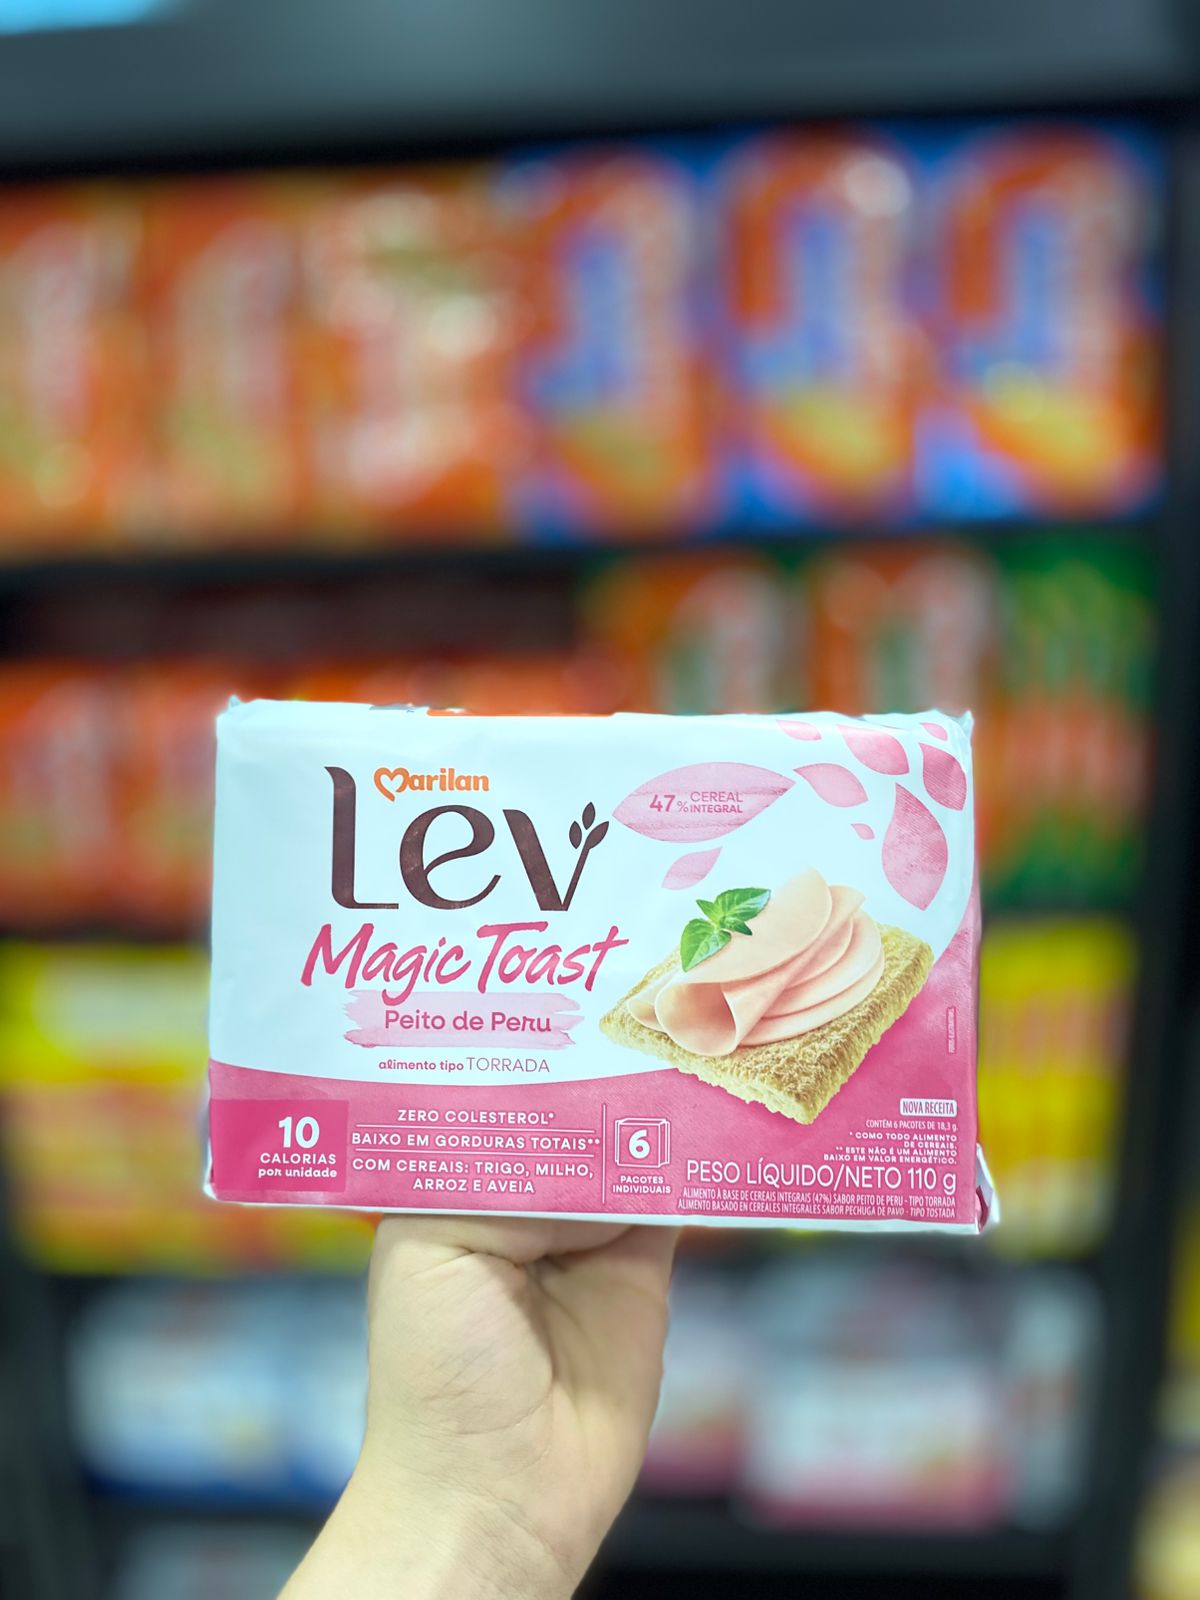 Marilan
Lev
47% CEREAL
INTEGRAL
Magic Toast
Peito de Peru
alimento tipo TORRADA
10
CALORIAS
por unidade
ZERO COLESTEROL*
BAIXO EM GORDURAS TOTAIS**
COM CEREAIS: TRIGO, MILHO,
ARROZ E AVEIA
6
PACOTES
INDIVIDUAIS
NOVA RECEITA
CONTÉM 6 PACOTES DE 18,3 g.
* COMO TODO ALIMENTO
DE CEREAIS.
** ESTE NÃO É UM ALIMENTO
BAIXO EM VALOR ENERGÉTICO.
PESO LÍQUIDO/NETO 110 g
ALIMENTO À BASE DE CEREAIS INTEGRAIS (47%) SABOR PEITO DE PERU - TIPO TORRADA
ALIMENTO BASADO EN CEREALES INTEGRALES SABOR PECHUGA DE PAVO - TIPO TOSTADA